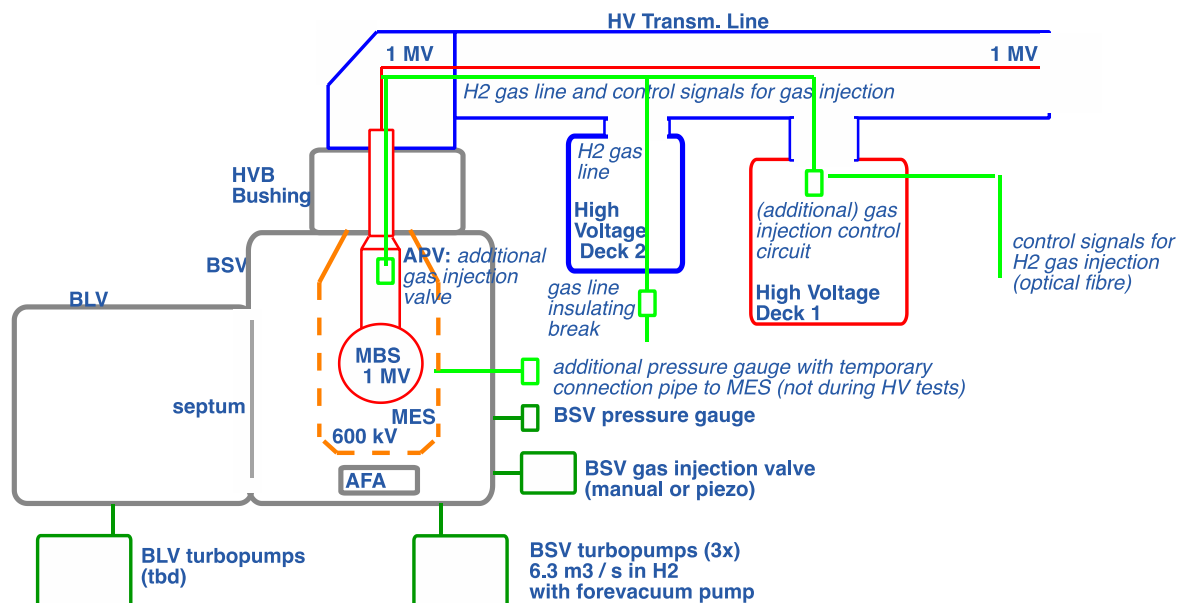 HV Transm. Line
1 MV
1 MV
H2 gas line and control signals for gas injection
HVB
Bushing
H2 gas
line
High
Voltage
Deck 2
(additional) gas
injection control
circuit
High Voltage
Deck 1
control signals for
H2 gas injection
(optical fibre)
BSV
APV: additional
gas injection
valve
gas line
insulating
break
BLV
MBS
1 MV
additional pressure gauge with temporary
connection pipe to MES (not during HV tests)
septum
MES
BSV pressure gauge
600 kV
AFA
BSV gas injection valve
(manual or piezo)
BLV turbopumps
(tbd)
BSV turbopumps (3x)
6.3 m3 / s in H2
with forevacuum pump